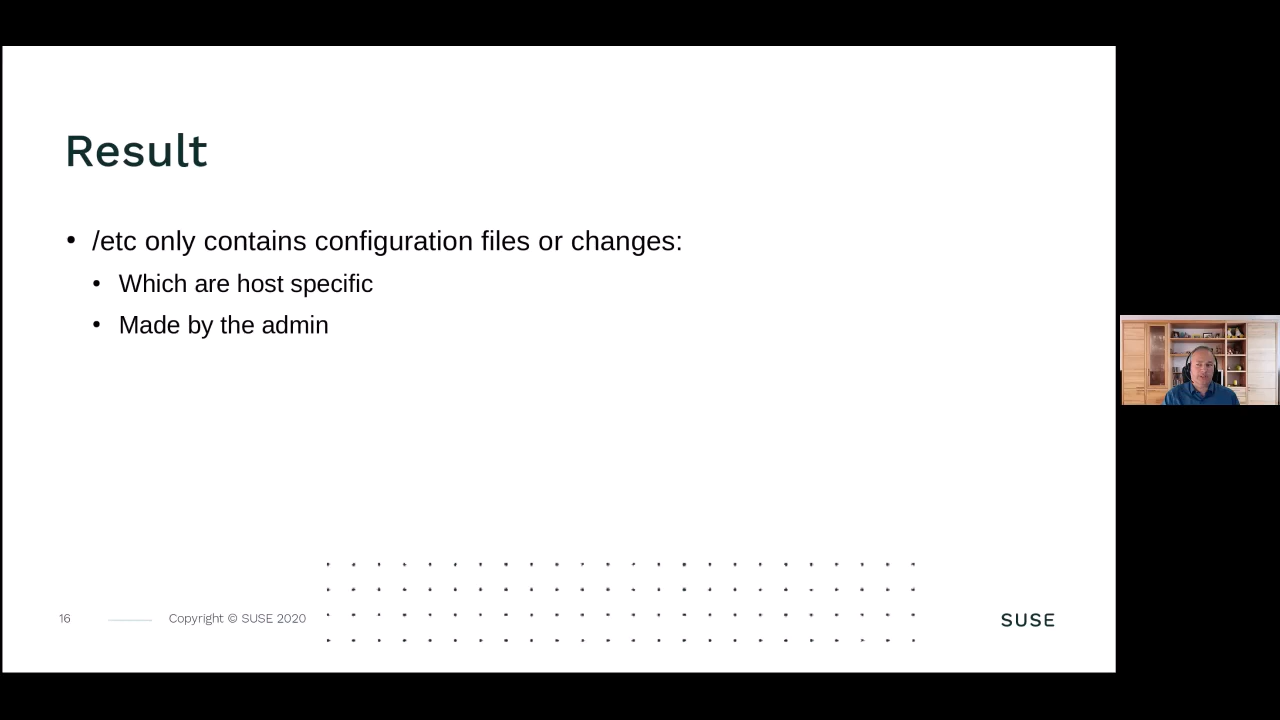 Result
• /etc only contains configuration files or changes:
• Which are host specific
• Made by the admin
16
Copyright © SUSE 2020
SUSE